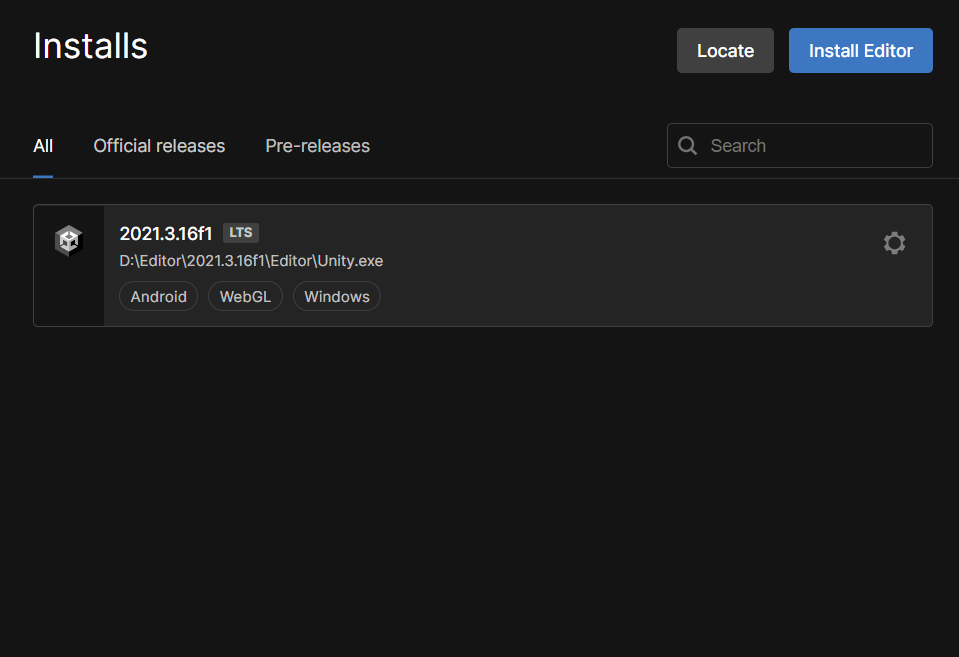 Installs
Locate
Install Editor
All
Official releases
Pre-releases
Search
2021.3.16f1 LTS
D:\Editor\2021.3.16f1\Editor\Unity.exe
Android
WebGL
Windows